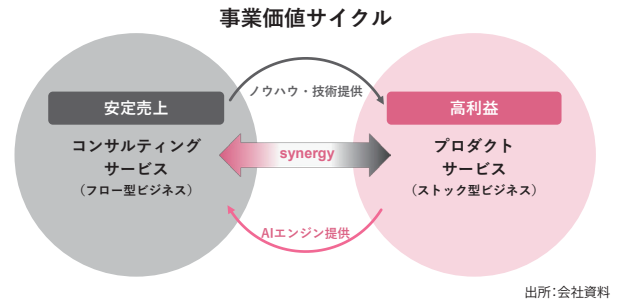 事業価値サイクル
ノウハウ・技術提供
安定売上
高利益
コンサルティング
サービス
（フロー型ビジネス）
synergy
プロダクト
サービス
（ストック型ビジネス）
AIエンジン提供
出所：会社資料